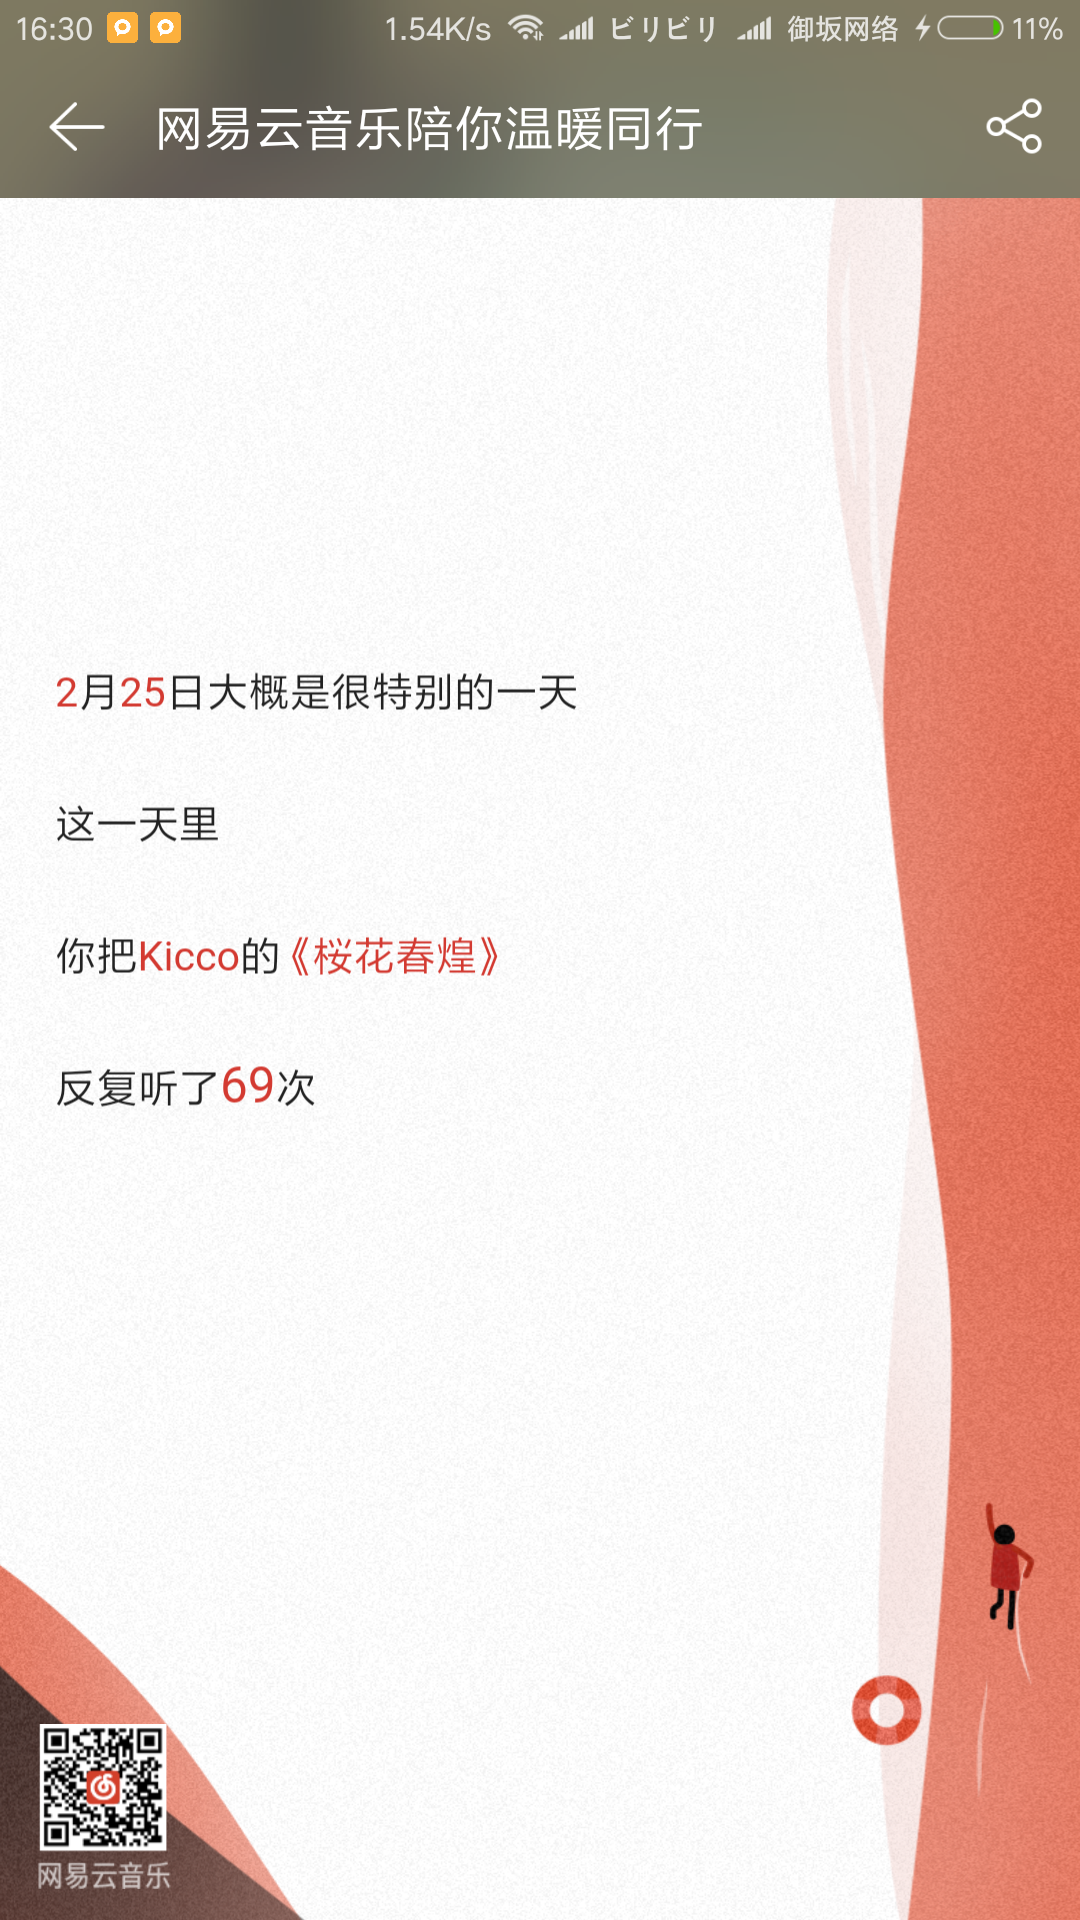 16:30 1.54K/s ビリビリ 御坂网络 11%
网易云音乐陪你温暖同行
2月25日大概是很特别的一天
这一天里
你把Kicco的《桜花春煌》
反复听了69次
网易云音乐